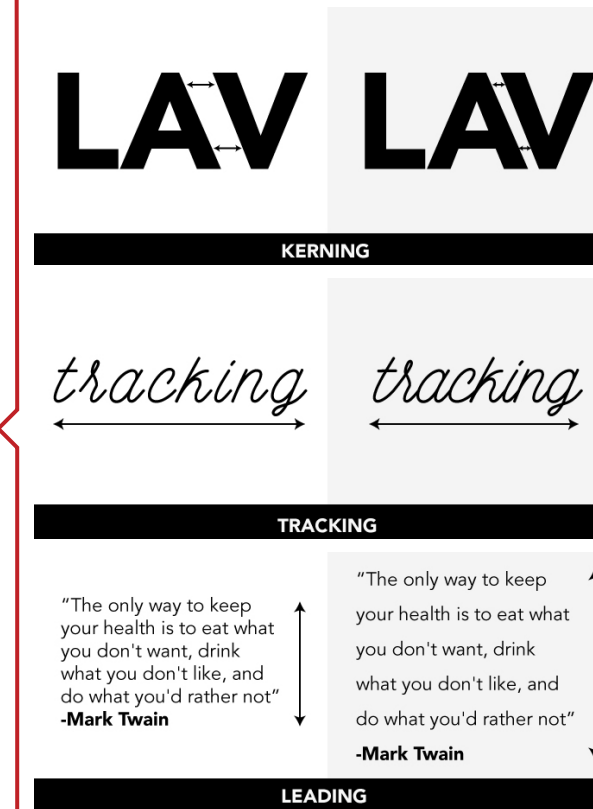 LAV
LAV
KERNING
tracking
tracking
TRACKING
“The only way to keep
your health is to eat what
you don't want, drink
what you don't like, and
do what you'd rather not”
-Mark Twain
“The only way to keep
your health is to eat what
you don't want, drink
what you don't like, and
do what you'd rather not”
-Mark Twain
LEADING